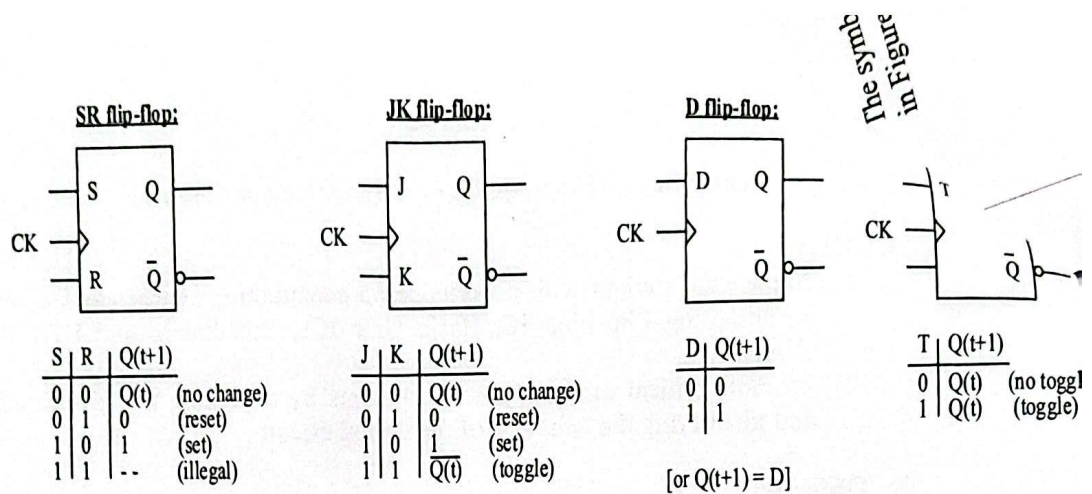 The symb
in Figure
SR flip-flop:
S Q
CK
R Q̅
S R Q(t+1)
0 0 Q(t) (no change)
0 1 0 (reset)
1 0 1 (set)
1 1 -- (illegal)
JK flip-flop:
J Q
CK
K Q̅
J K Q(t+1)
0 0 Q(t) (no change)
0 1 0 (reset)
1 0 1 (set)
1 1 Q̅(̅t̅)̅ (toggle)
D flip-flop:
D Q
CK
Q̅
D Q(t+1)
0 0
1 1
[or Q(t+1) = D]
T
CK
Q̅
T Q(t+1)
0 Q(t) (no toggl
1 Q(t) (toggle)